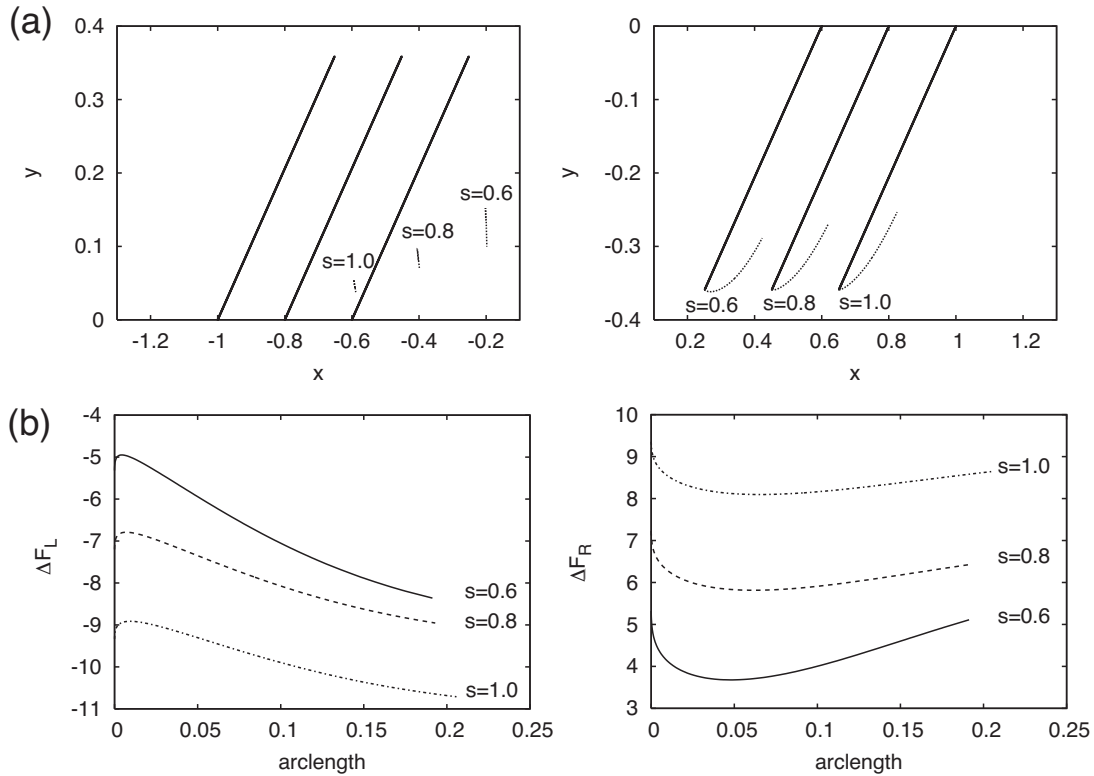 (a)
0.4
0.3
0.2
0.1
0
y
s=0.6
s=0.8
s=1.0
-1.2 -1 -0.8 -0.6 -0.4 -0.2
x
0
-0.1
-0.2
-0.3
-0.4
y
s=0.6 s=0.8 s=1.0
0.2 0.4 0.6 0.8 1 1.2
x
(b)
-4
-5
-6
-7
-8
-9
-10
-11
ΔF_L
s=0.6
s=0.8
s=1.0
0 0.05 0.1 0.15 0.2 0.25
arclength
10
9
8
7
6
5
4
3
ΔF_R
s=1.0
s=0.8
s=0.6
0 0.05 0.1 0.15 0.2 0.25
arclength